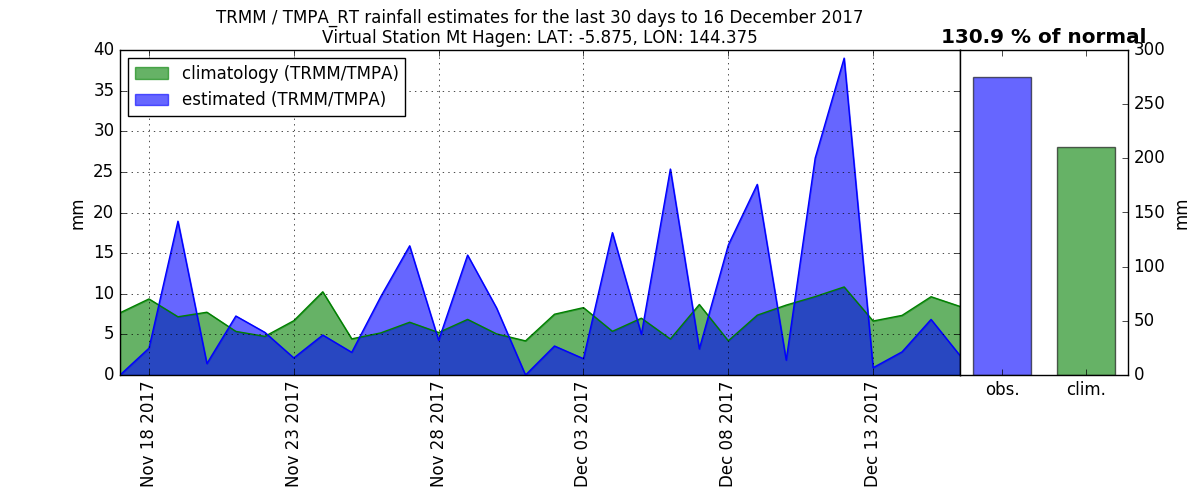 TRMM / TMPA_RT rainfall estimates for the last 30 days to 16 December 2017
Virtual Station Mt Hagen: LAT: -5.875, LON: 144.375
130.9 % of normal
climatology (TRMM/TMPA)
estimated (TRMM/TMPA)
40
35
30
25
20
15
10
5
0
mm
Nov 18 2017
Nov 23 2017
Nov 28 2017
Dec 03 2017
Dec 08 2017
Dec 13 2017
300
250
200
150
100
50
0
mm
obs.
clim.